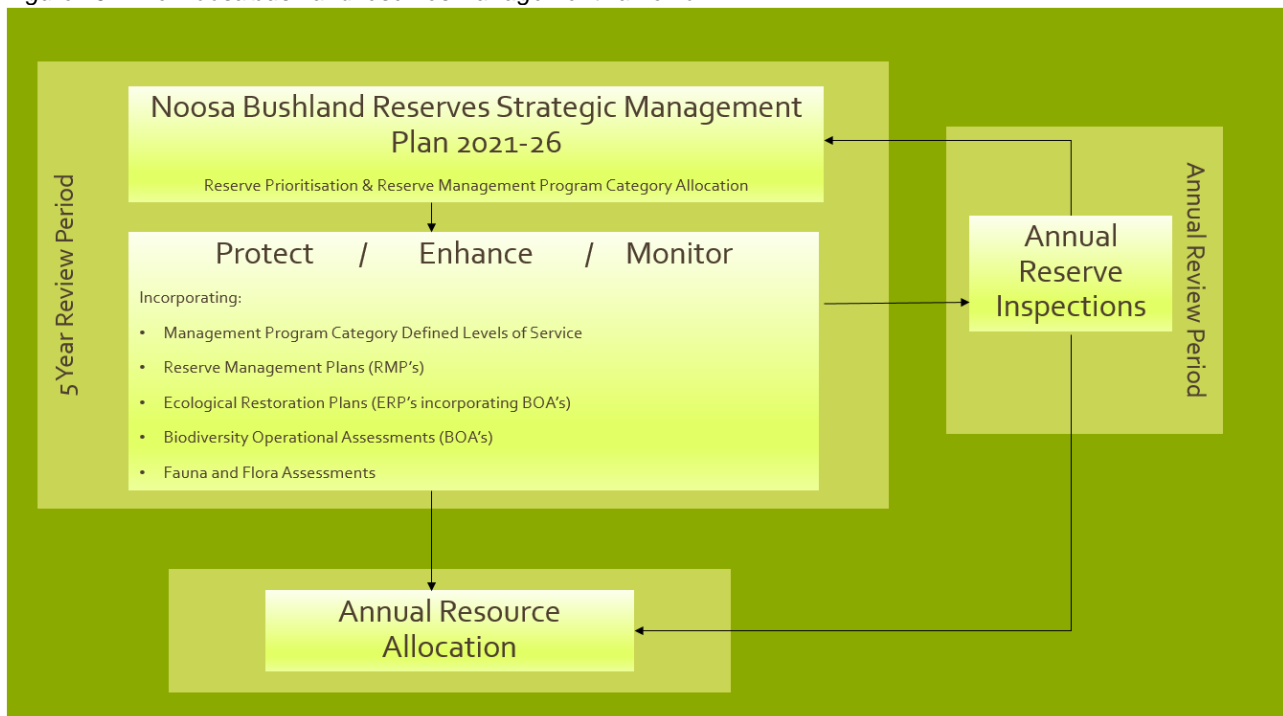 Noosa Bushland Reserves Strategic Management
Plan 2021-26
Reserve Prioritisation & Reserve Management Program Category Allocation
5 Year Review Period
Protect / Enhance / Monitor
Incorporating:
• Management Program Category Defined Levels of Service
• Reserve Management Plans (RMP's)
• Ecological Restoration Plans (ERP's incorporating BOA's)
• Biodiversity Operational Assessments (BOA's)
• Fauna and Flora Assessments
Annual
Reserve
Inspections
Annual Review Period
Annual Resource
Allocation